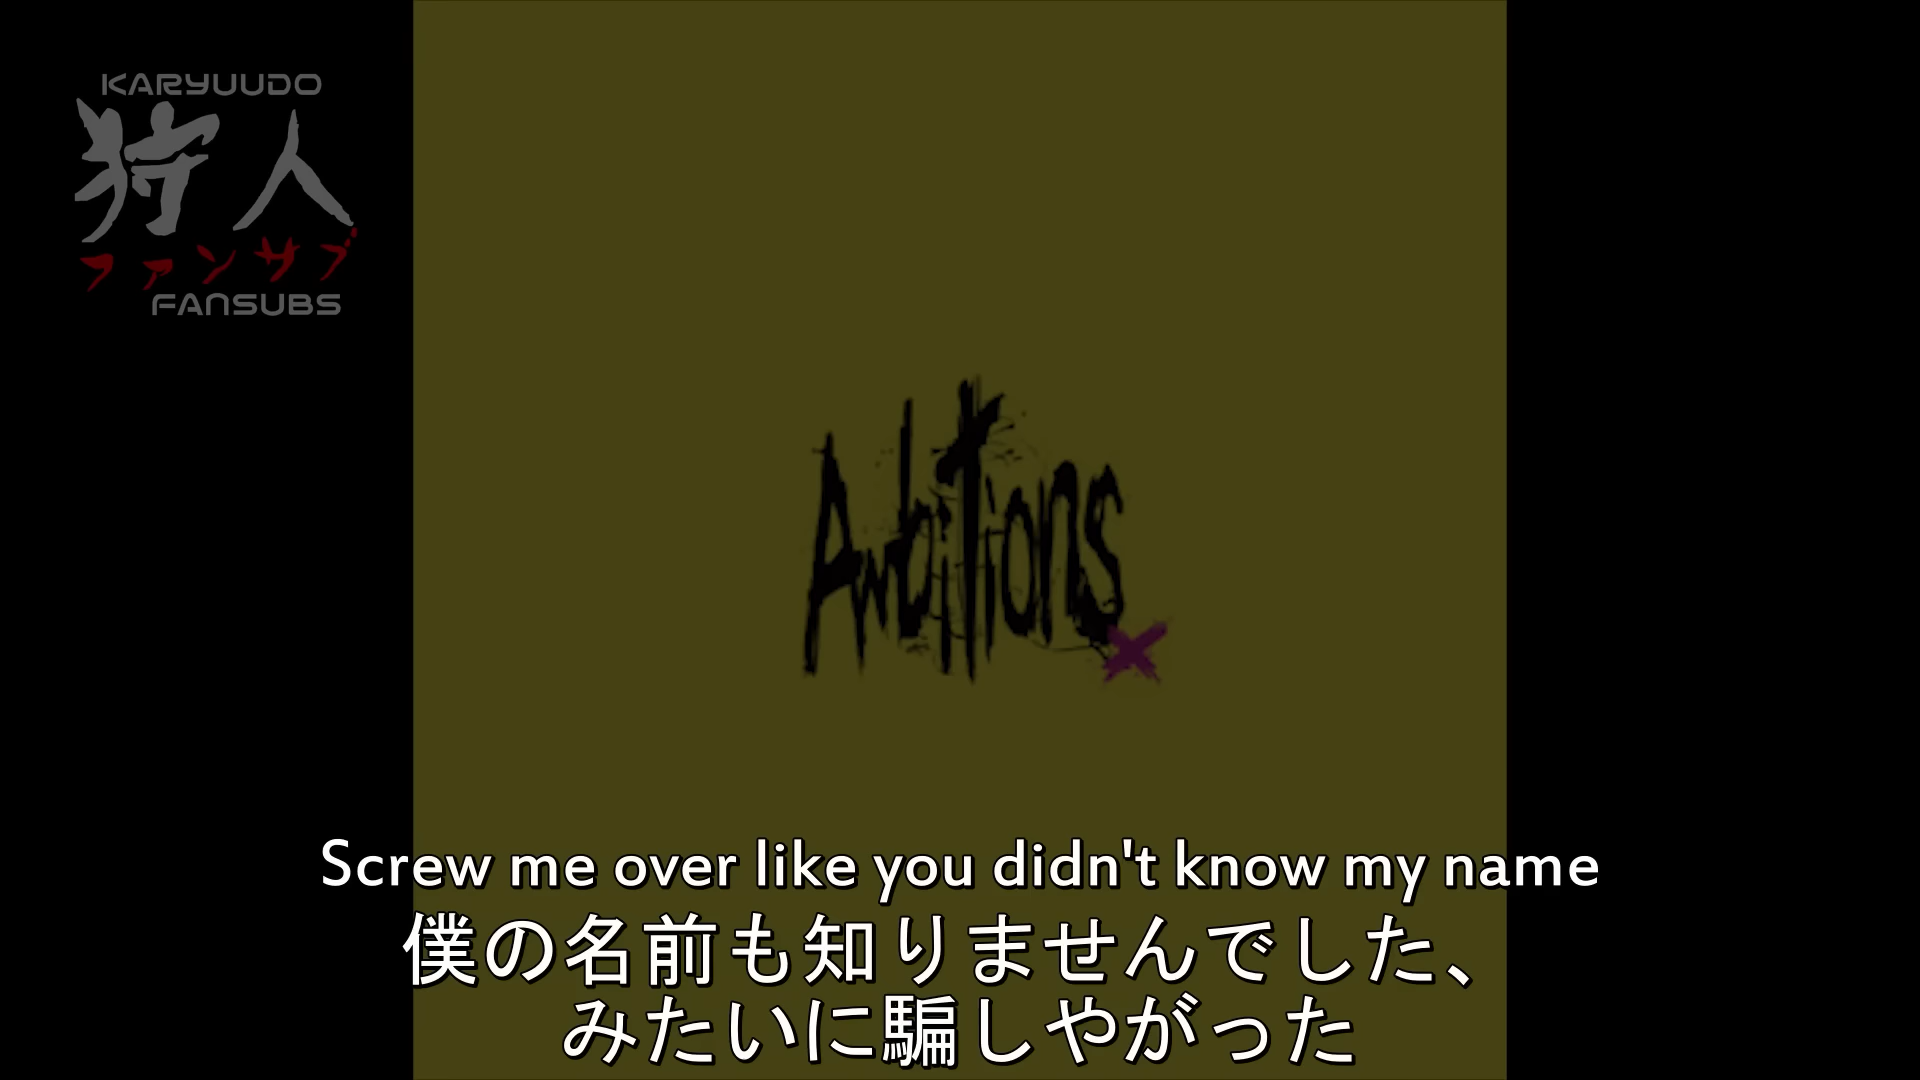 KARYUUDO
狩人
ファンサブ
FANSUBS
Ambitions
Screw me over like you didn't know my name
僕の名前も知りませんでした、
みたいに騙しやがった